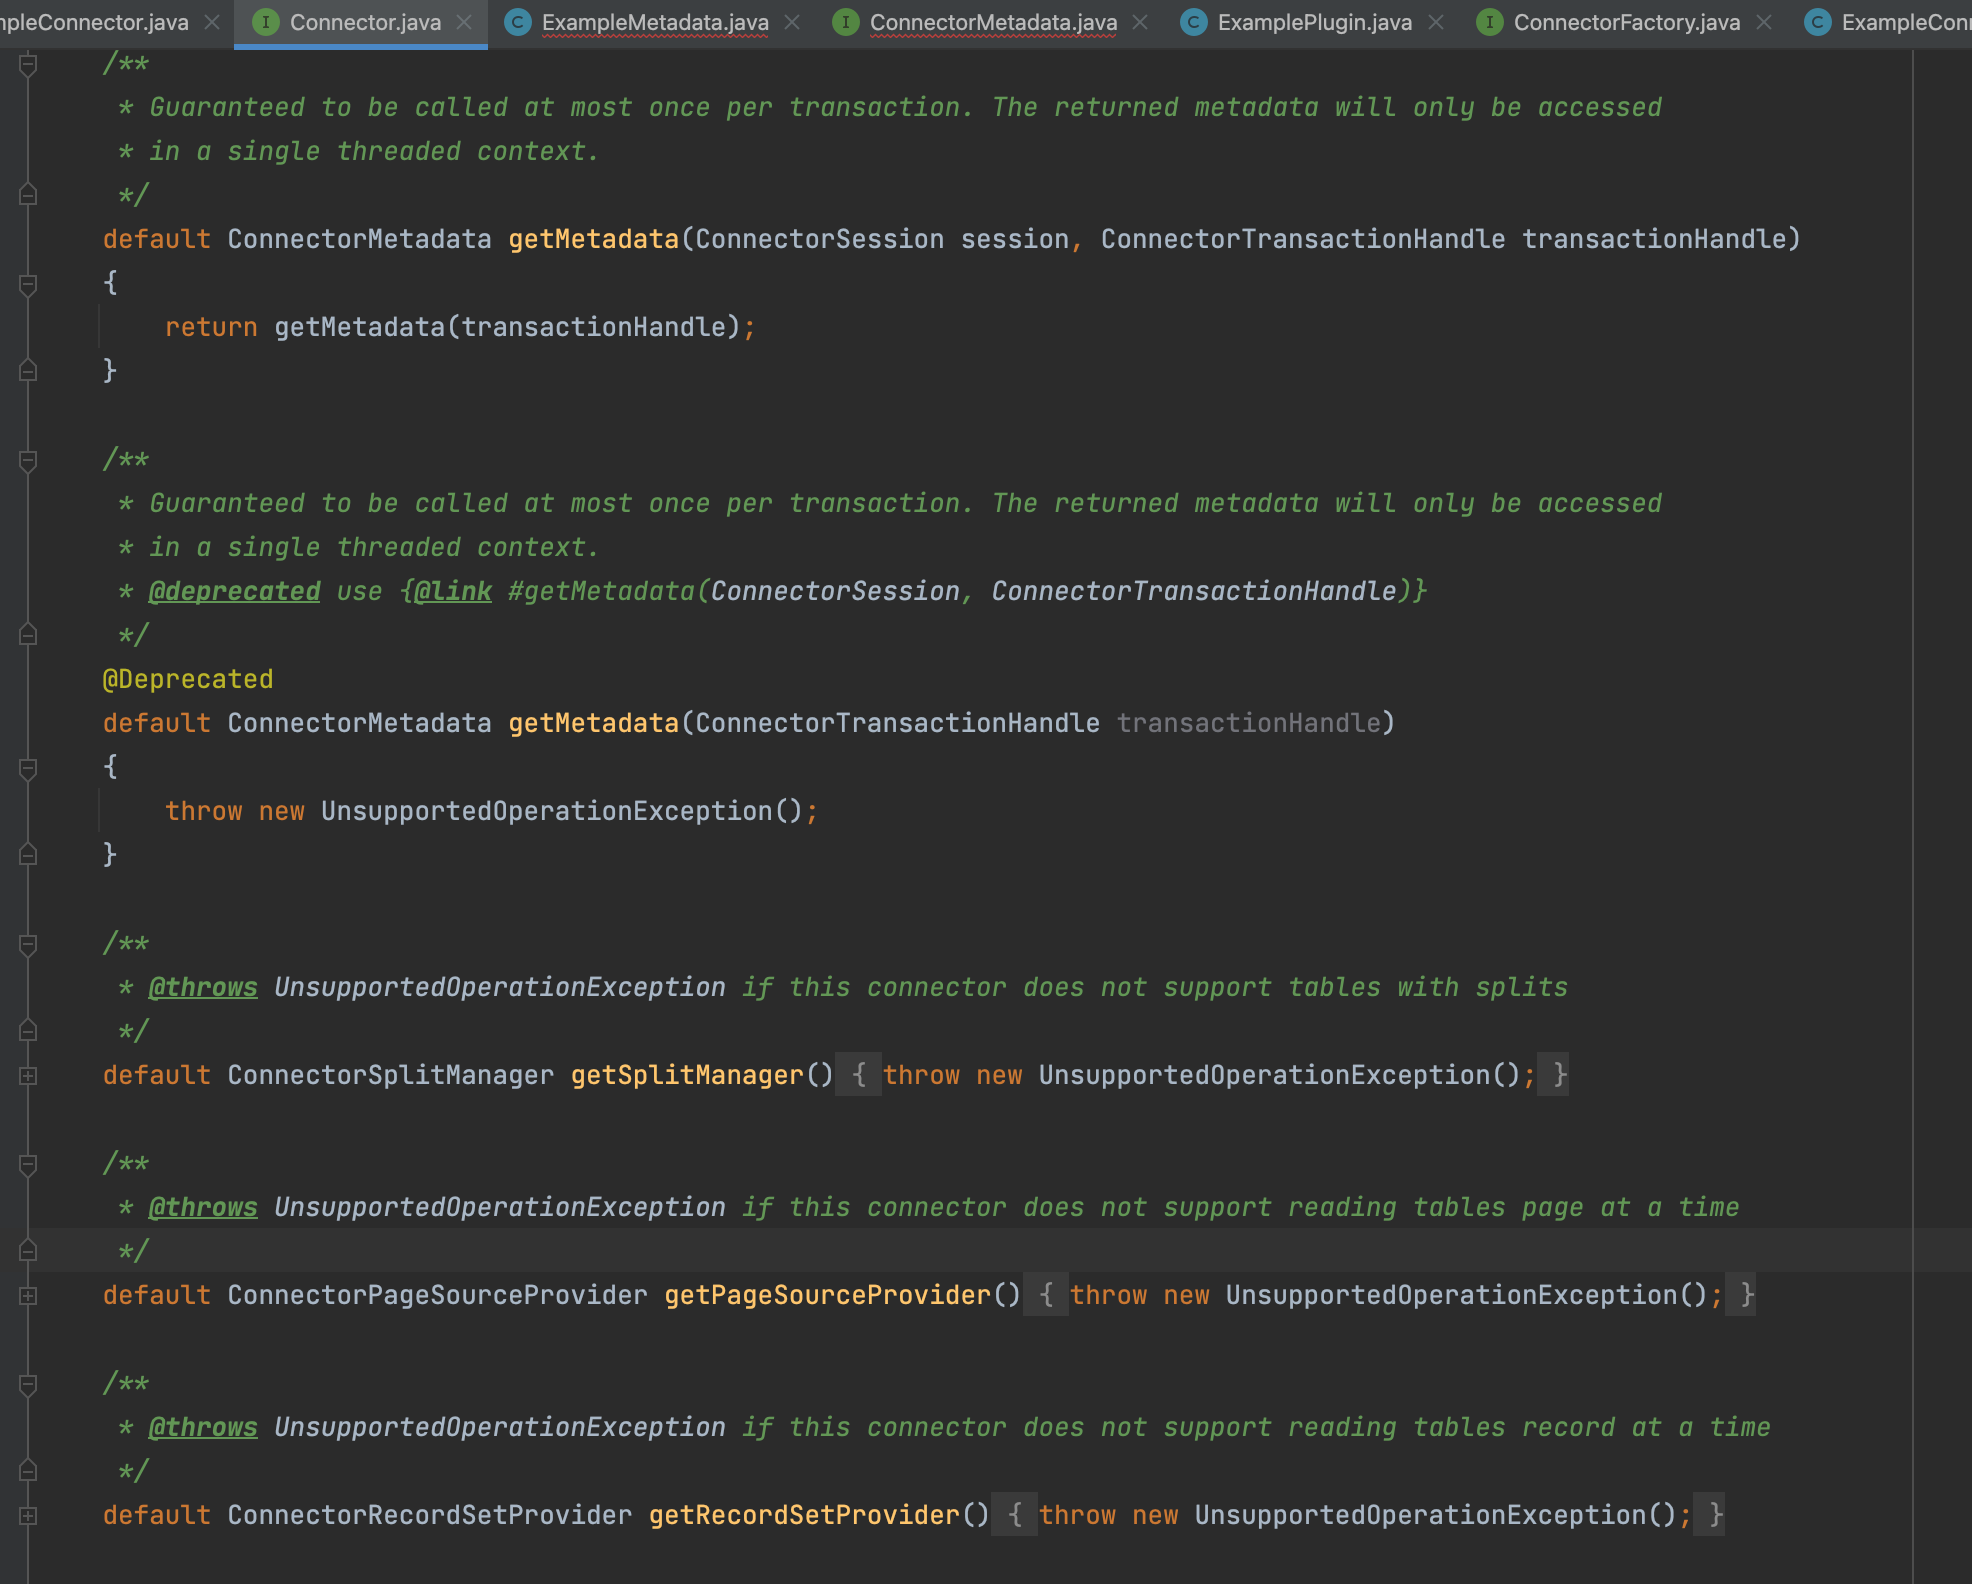 mpleConnector.java Connector.java ExampleMetadata.java ConnectorMetadata.java ExamplePlugin.java ConnectorFactory.java ExampleConn
/**
* Guaranteed to be called at most once per transaction. The returned metadata will only be accessed
* in a single threaded context.
*/
default ConnectorMetadata getMetadata(ConnectorSession session, ConnectorTransactionHandle transactionHandle)
{
return getMetadata(transactionHandle);
}
/**
* Guaranteed to be called at most once per transaction. The returned metadata will only be accessed
* in a single threaded context.
* @deprecated use {@link #getMetadata(ConnectorSession, ConnectorTransactionHandle)}
*/
@Deprecated
default ConnectorMetadata getMetadata(ConnectorTransactionHandle transactionHandle)
{
throw new UnsupportedOperationException();
}
/**
* @throws UnsupportedOperationException if this connector does not support tables with splits
*/
default ConnectorSplitManager getSplitManager() { throw new UnsupportedOperationException(); }
/**
* @throws UnsupportedOperationException if this connector does not support reading tables page at a time
*/
default ConnectorPageSourceProvider getPageSourceProvider() { throw new UnsupportedOperationException(); }
/**
* @throws UnsupportedOperationException if this connector does not support reading tables record at a time
*/
default ConnectorRecordSetProvider getRecordSetProvider() { throw new UnsupportedOperationException(); }